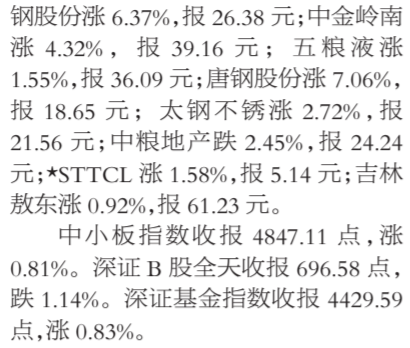 钢股份涨 6.37%,报 26.38 元;中金岭南
涨 4.32%，报 39.16 元；五粮液涨
1.55%,报 36.09 元;唐钢股份涨 7.06%,
报 18.65 元；太钢不锈涨 2.72%,报
21.56 元;中粮地产跌 2.45%,报 24.24
元;★STTCL 涨 1.58%,报 5.14 元;吉林
敖东涨 0.92%,报 61.23 元。
中小板指数收报 4847.11 点,涨
0.81%。深证 B 股全天收报 696.58 点,
跌 1.14%。深证基金指数收报 4429.59
点,涨 0.83%。